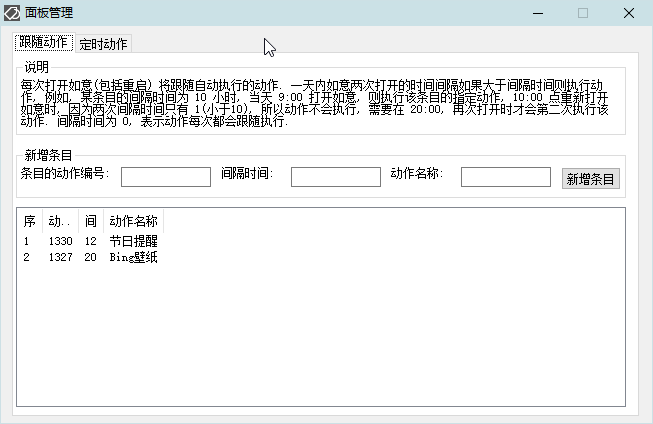 面板管理
跟随动作 定时动作
说明
每次打开如意(包括重启) 将跟随自动执行的动作. 一天内如意两次打开的时间间隔如果大于间隔时间则执行动
作, 例如, 某条目的间隔时间为 10 小时, 当天 9:00 打开如意, 则执行该条目的指定动作, 10:00 点重新打开
如意时, 因为两次间隔时间只有 1(小于10), 所以动作不会执行, 需要在 20:00, 再次打开时才会第二次执行该
动作. 间隔时间为 0, 表示动作每次都会跟随执行.
新增条目
条目的动作编号: 间隔时间: 动作名称: 新增条目
序 动.. 间 动作名称
1 1330 12 节日提醒
2 1327 20 Bing壁纸